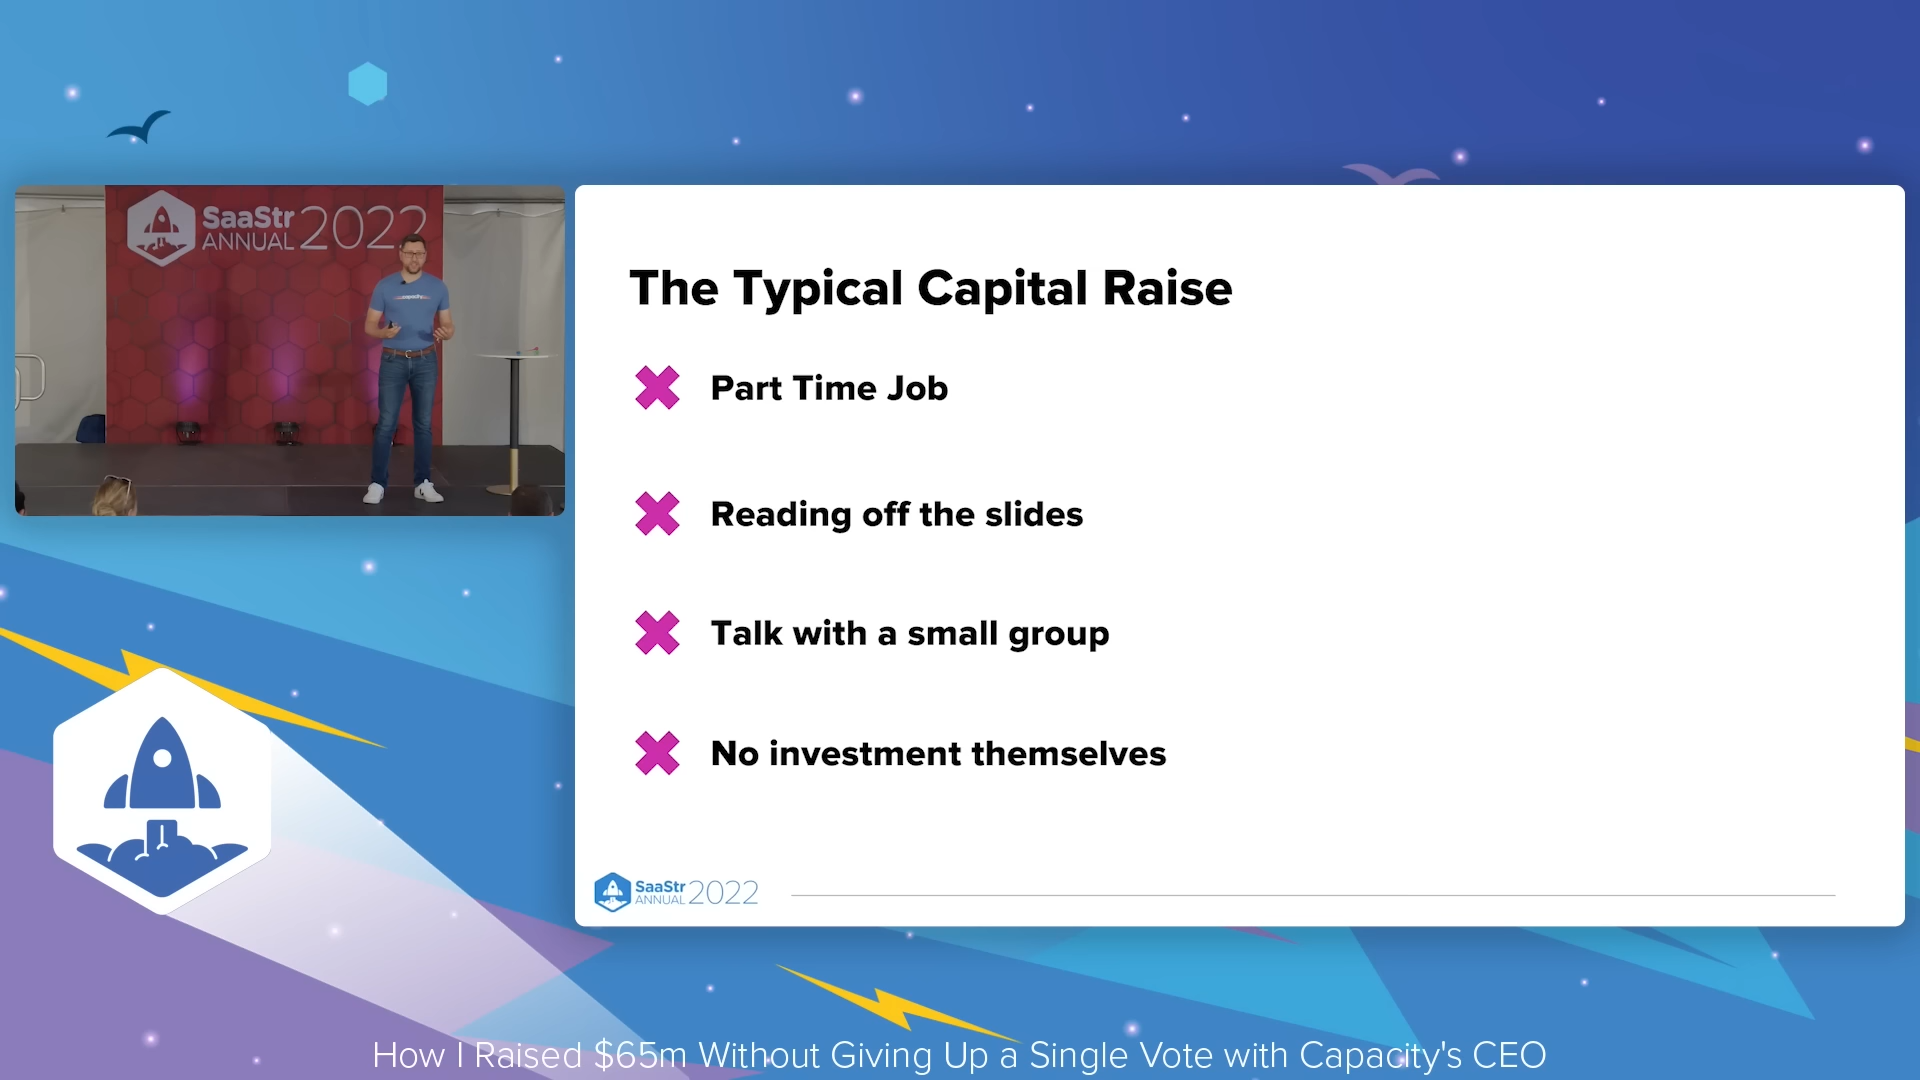 SaaStr
ANNUAL 2022
capacity
The Typical Capital Raise
Part Time Job
Reading off the slides
Talk with a small group
No investment themselves
SaaStr
ANNUAL 2022
How I Raised $65m Without Giving Up a Single Vote with Capacity's CEO